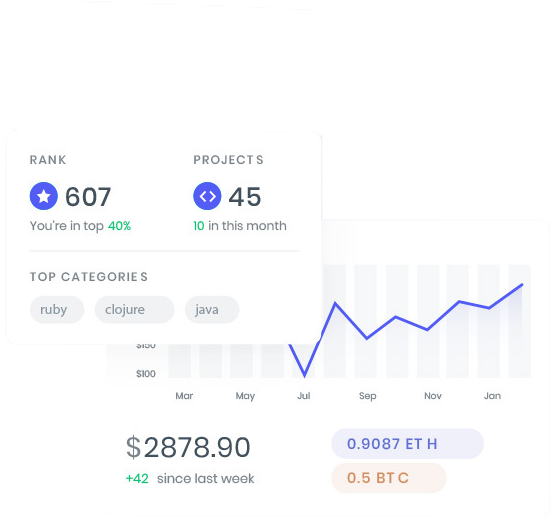 RANK PROJECTS
607 45
You're in top 40% 10 in this month
TOP CATEGORIES
ruby clojure java
$150
$100
Mar May Jul Sep Nov Jan
$2878.90 0.9087 ETH
+42 since last week 0.5 BTC